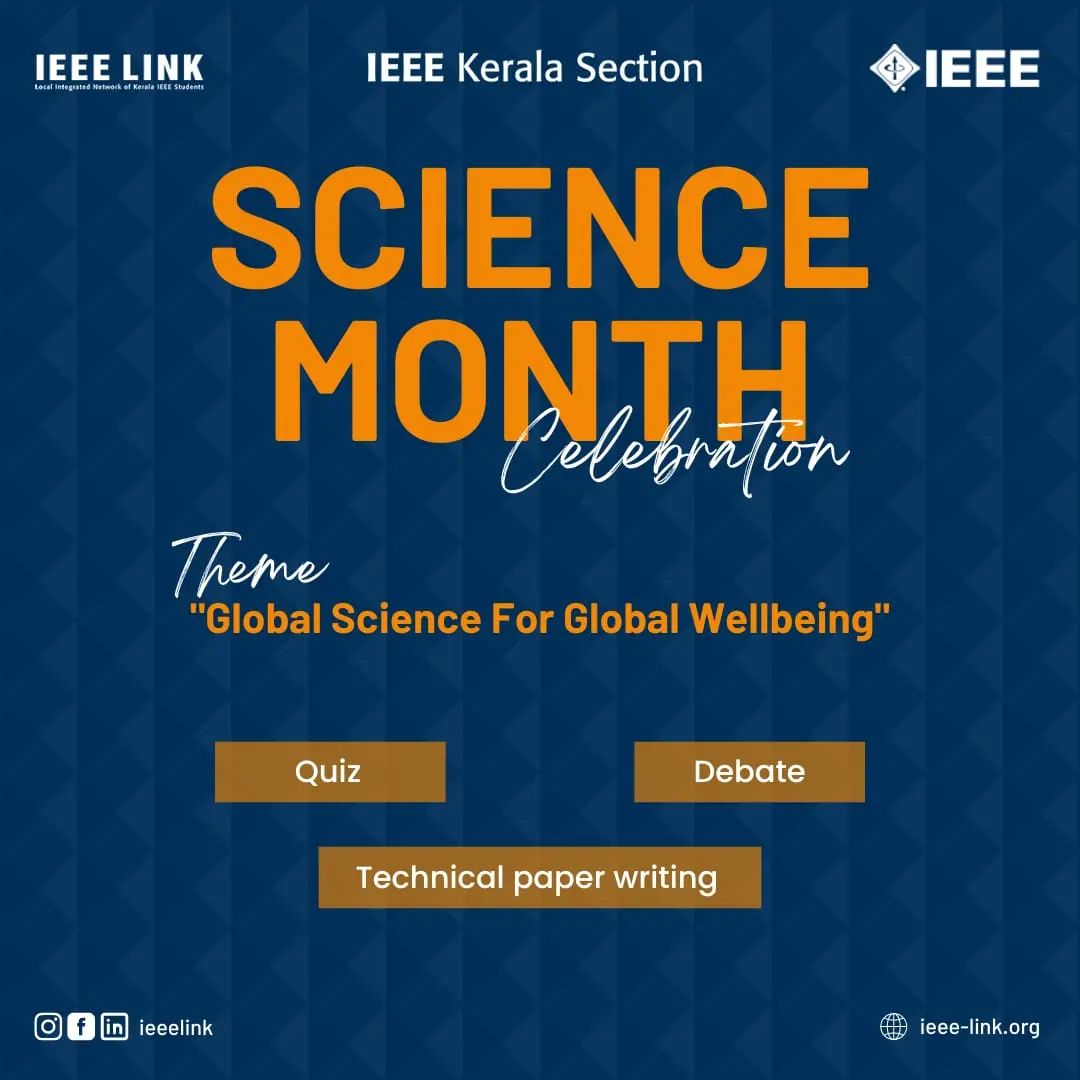 IEEE LINK
Local Integrated Network of Kerala IEEE Students
IEEE Kerala Section
IEEE
SCIENCE
MONTH
Celebration
Theme
"Global Science For Global Wellbeing"
Quiz
Debate
Technical paper writing
ieeelink
ieee-link.org